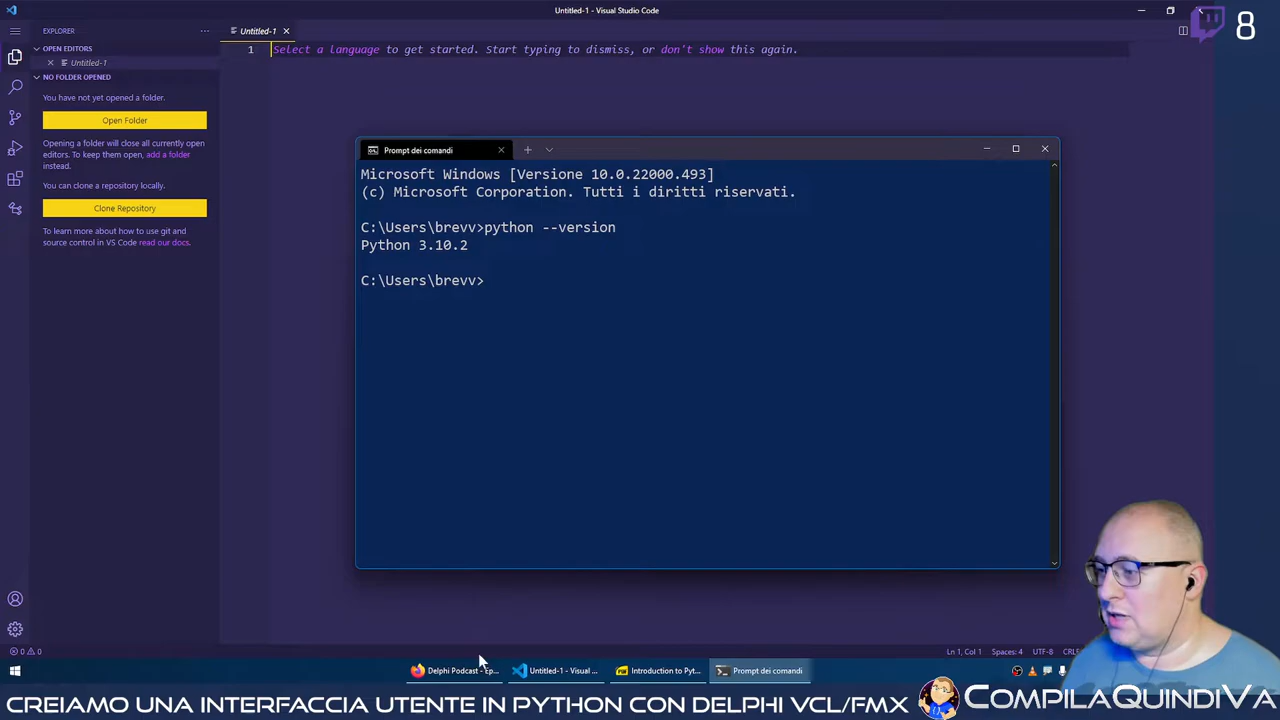 Untitled-1 - Visual Studio Code
8
EXPLORER
Untitled-1
OPEN EDITORS
Untitled-1
1
Select a language to get started. Start typing to dismiss, or don't show this again.
NO FOLDER OPENED
You have not yet opened a folder.
Open Folder
Opening a folder will close all currently open
editors. To keep them open, add a folder
instead.
You can clone a repository locally.
Clone Repository
To learn more about how to use git and
source control in VS Code read our docs.
Prompt dei comandi
Microsoft Windows [Versione 10.0.22000.493]
(c) Microsoft Corporation. Tutti i diritti riservati.
C:\Users\brevv>python --version
Python 3.10.2
C:\Users\brevv>
0 0
Ln 1, Col 1
Spaces: 4
UTF-8
Delphi Podcast - Ep...
Untitled-1 - Visual ...
Introduction to Pyt...
Prompt dei comandi
CREIAMO UNA INTERFACCIA UTENTE IN PYTHON CON DELPHI VCL/FMX
COMPILAQUINDIVA